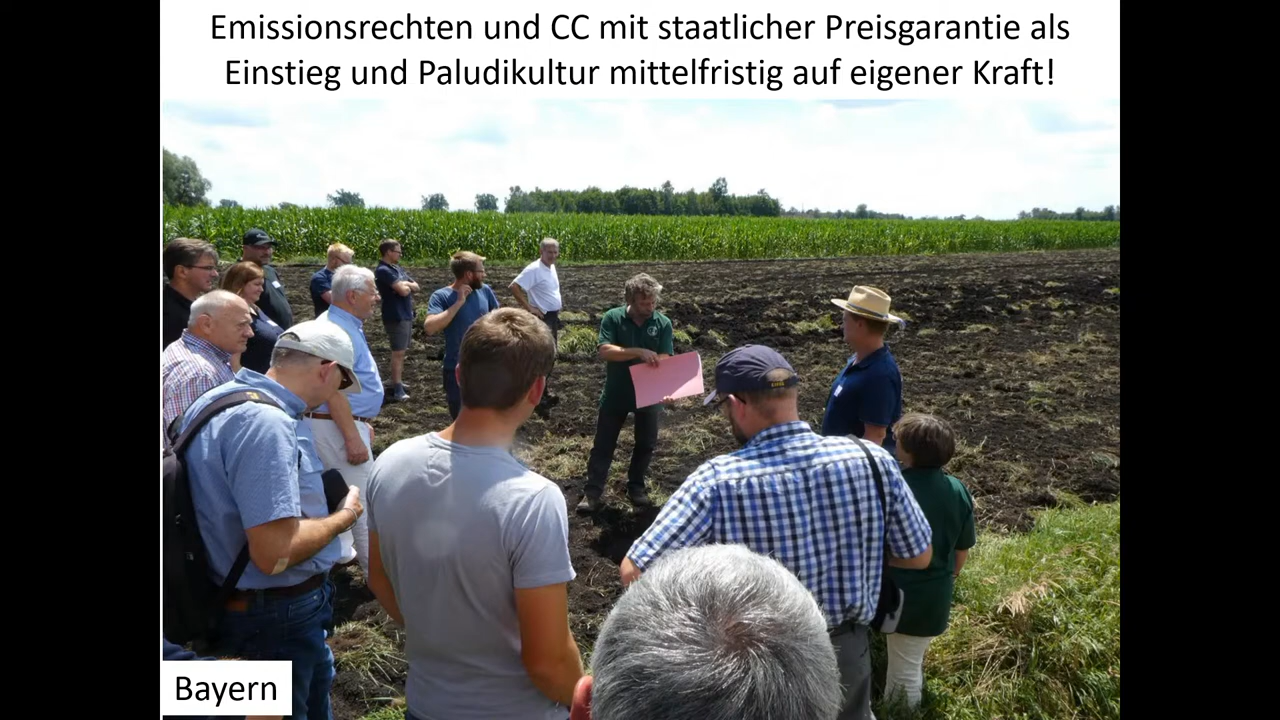 Emissionsrechten und CC mit staatlicher Preisgarantie als
Einstieg und Paludikultur mittelfristig auf eigener Kraft!
Bayern